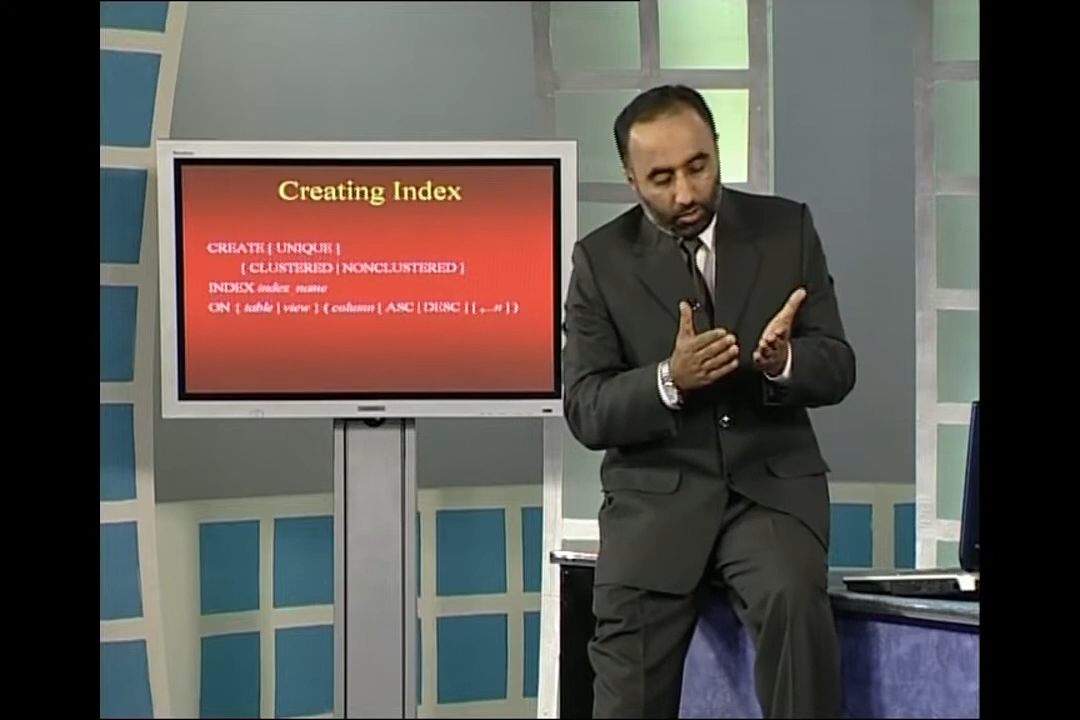 Creating Index
CREATE [ UNIQUE ]
[ CLUSTERED | NONCLUSTERED ]
INDEX index_name
ON { table | view } ( column [ ASC | DESC ] [ ,...n ] )